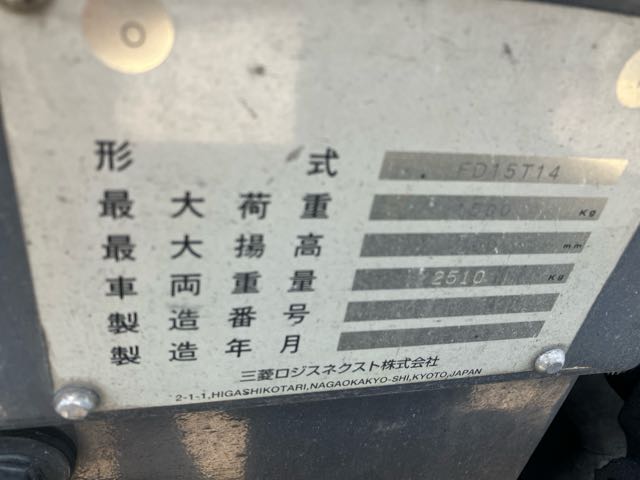 形式 FD15T14
最大荷重 1500 Kg
最大揚高 mm
車両重量 2510 Kg
製造番号
製造年月
三菱ロジスネクスト株式会社
2-1-1,HIGASHIKOTARI,NAGAOKAKYO-SHI,KYOTO,JAPAN